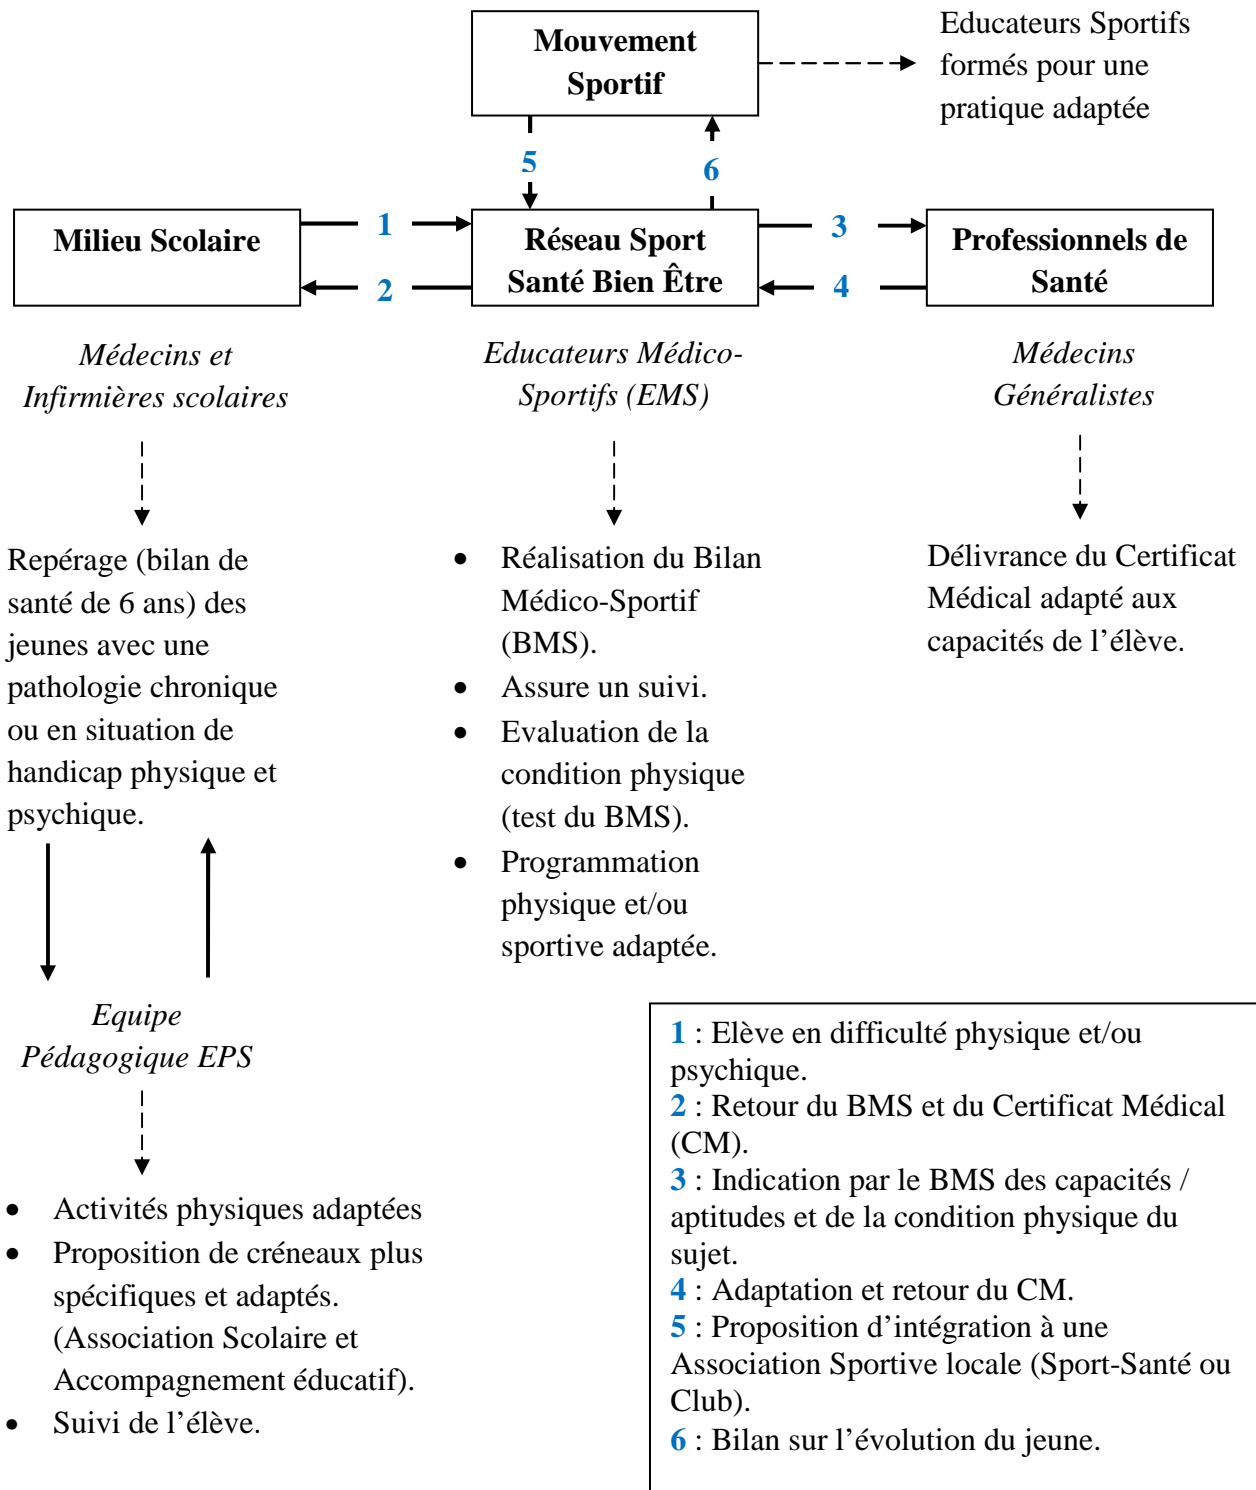 Mouvement
Sportif
Educateurs Sportifs
formés pour une
pratique adaptée
5
6
Milieu Scolaire
1
2
Réseau Sport
Santé Bien Être
3
4
Professionnels de
Santé
Médecins et
Infirmières scolaires
Educateurs Médico-
Sportifs (EMS)
Médecins
Généralistes
Repérage (bilan de
santé de 6 ans) des
jeunes avec une
pathologie chronique
ou en situation de
handicap physique et
psychique.
• Réalisation du Bilan
Médico-Sportif
(BMS).
• Assure un suivi.
• Evaluation de la
condition physique
(test du BMS).
• Programmation
physique et/ou
sportive adaptée.
Délivrance du Certificat
Médical adapté aux
capacités de l’élève.
Equipe
Pédagogique EPS
• Activités physiques adaptées
• Proposition de créneaux plus
spécifiques et adaptés.
(Association Scolaire et
Accompagnement éducatif).
• Suivi de l’élève.
1 : Elève en difficulté physique et/ou
psychique.
2 : Retour du BMS et du Certificat Médical
(CM).
3 : Indication par le BMS des capacités /
aptitudes et de la condition physique du
sujet.
4 : Adaptation et retour du CM.
5 : Proposition d’intégration à une
Association Sportive locale (Sport-Santé ou
Club).
6 : Bilan sur l’évolution du jeune.